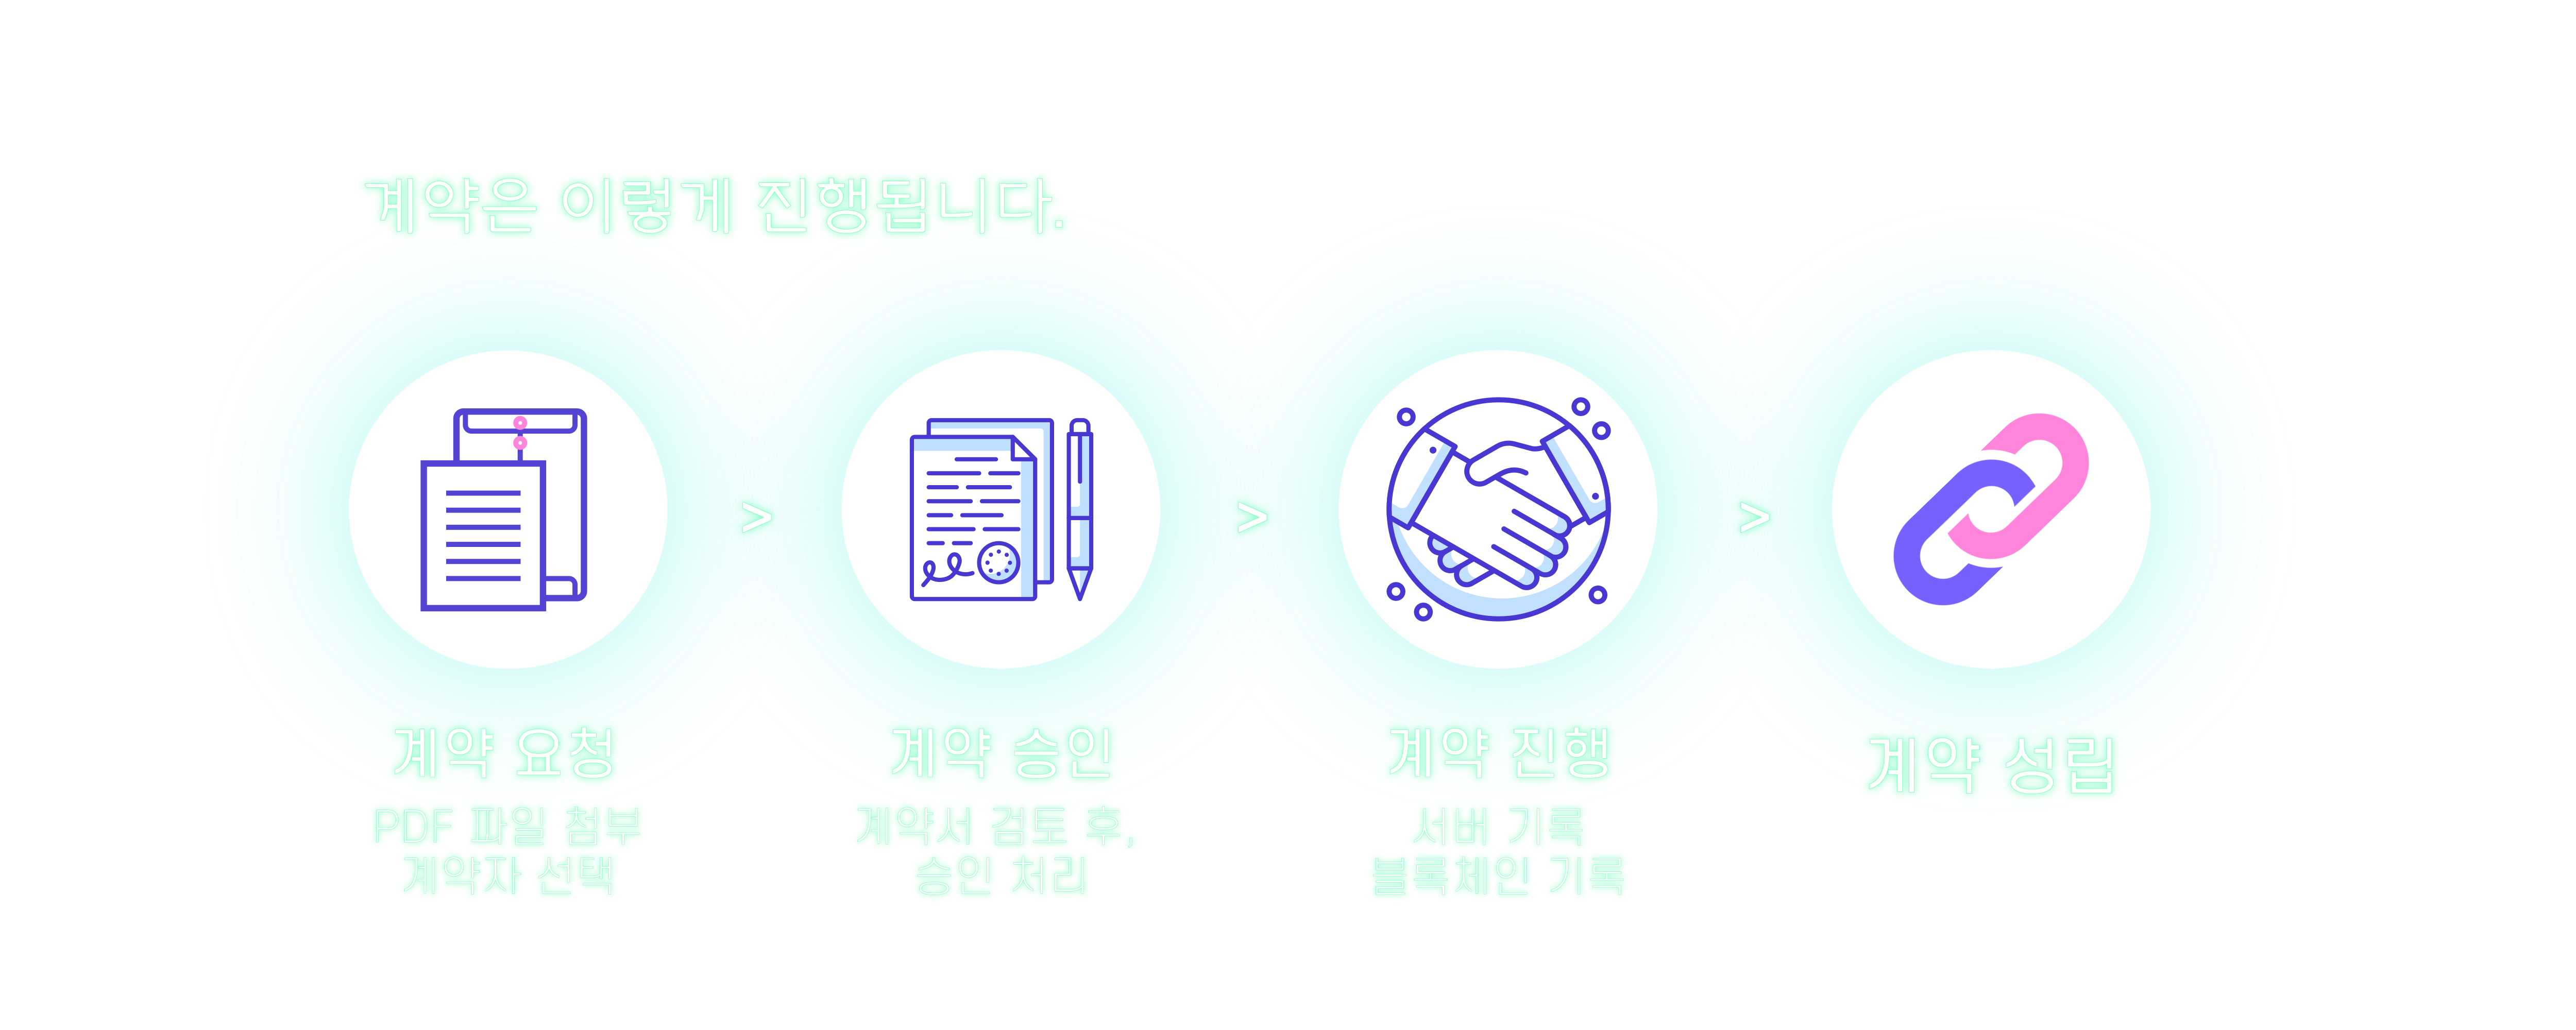 계약은 이렇게 진행됩니다.
>
>
>
계약 요청
PDF 파일 첨부
계약자 선택
계약 승인
계약서 검토 후,
승인 처리
계약 진행
서버 기록
블록체인 기록
계약 성립